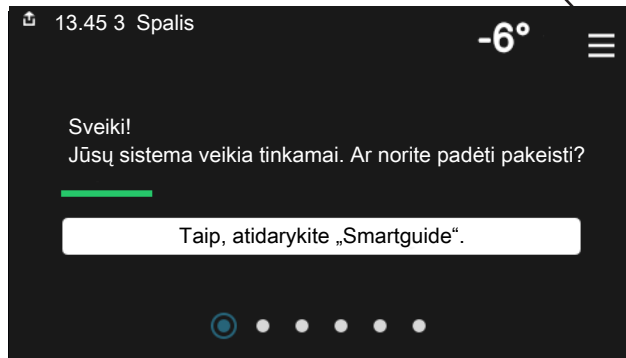 13.45 3 Spalis
-6°
Sveiki!
Jūsų sistema veikia tinkamai. Ar norite padėti pakeisti?
Taip, atidarykite „Smartguide“.